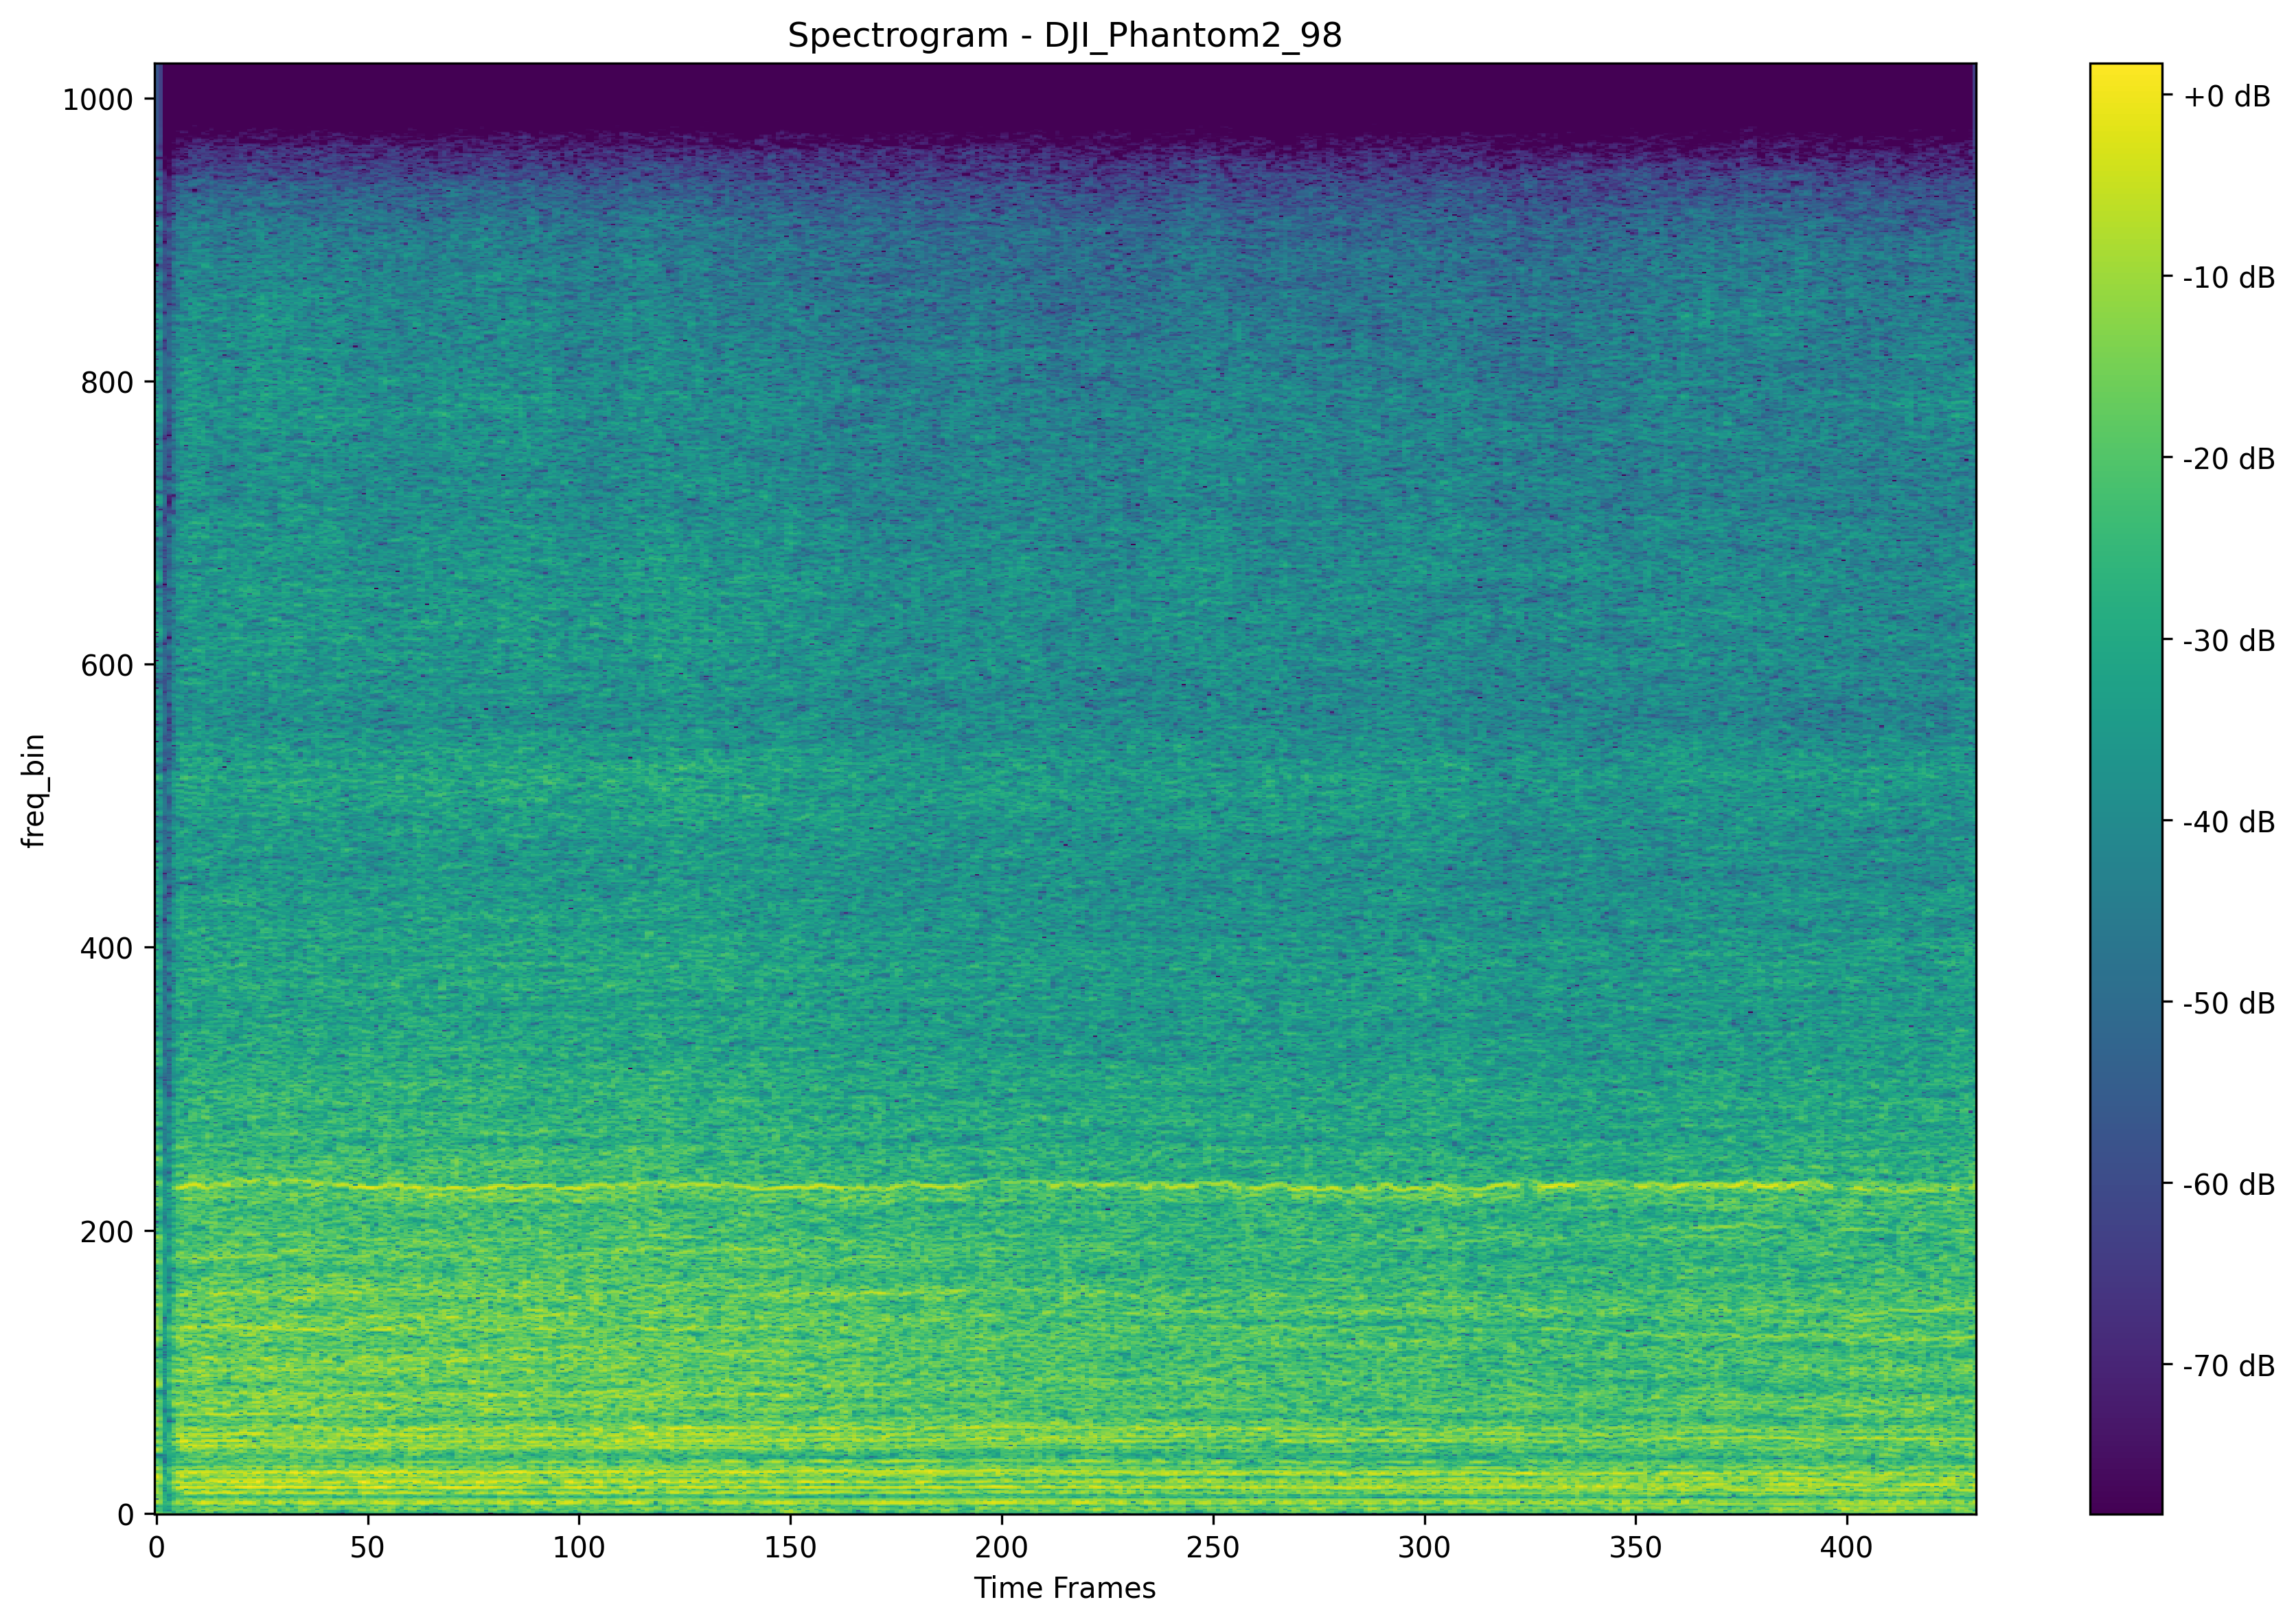 Spectrogram - DJI_Phantom2_98
1000
800
600
400
200
0
freq_bin
0 50 100 150 200 250 300 350 400
Time Frames
+0 dB
-10 dB
-20 dB
-30 dB
-40 dB
-50 dB
-60 dB
-70 dB